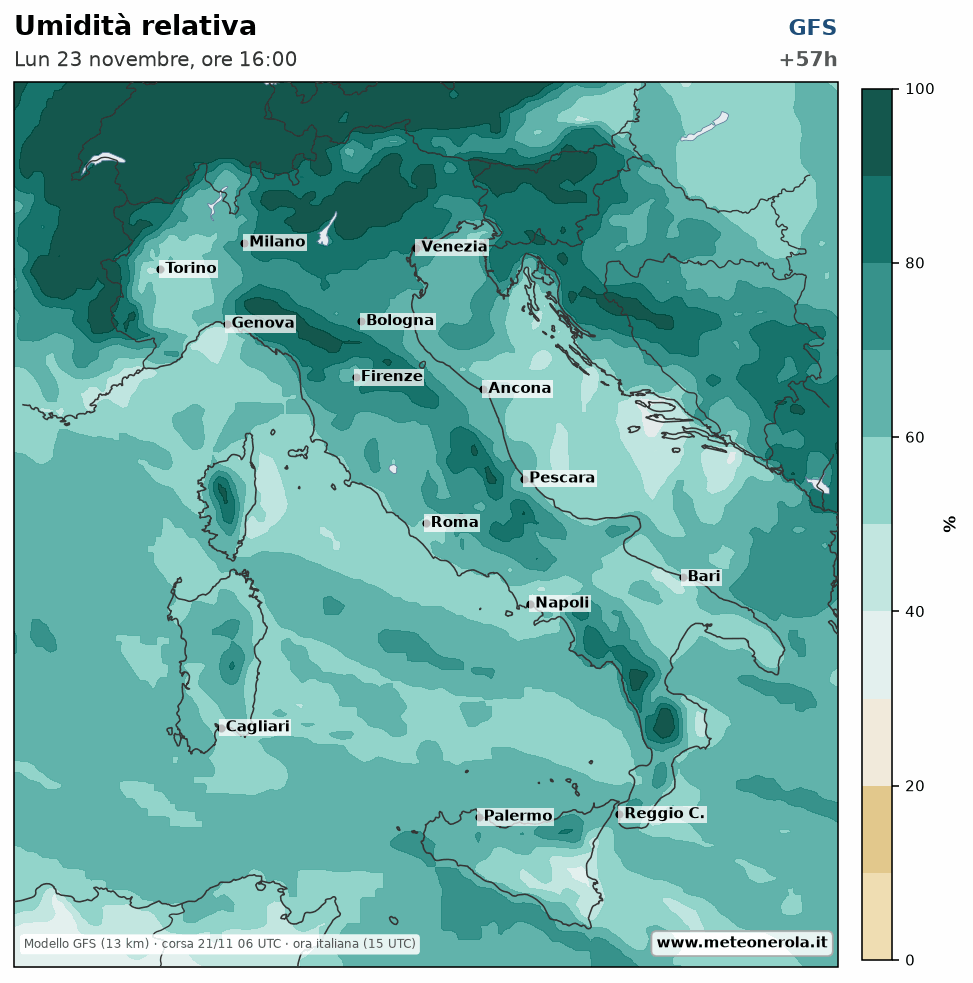 Umidità relativa
GFS
Lun 23 novembre, ore 16:00
+57h
100
80
60
40
20
0
%
Milano
Venezia
Torino
Genova
Bologna
Firenze
Ancona
Pescara
Roma
Bari
Napoli
Cagliari
Palermo
Reggio C.
Modello GFS (13 km) · corsa 21/11 06 UTC · ora italiana (15 UTC)
www.meteonerola.it